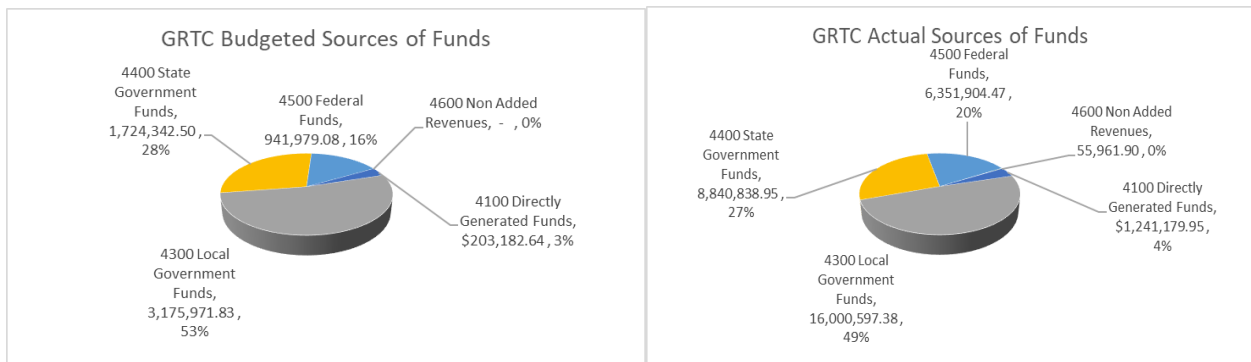 GRTC Budgeted Sources of Funds
4400 State
Government
Funds,
1,724,342.50 ,
28%
4500 Federal
Funds,
941,979.08 , 16%
4600 Non Added
Revenues, - , 0%
4100 Directly
Generated Funds,
$203,182.64 , 3%
4300 Local
Government
Funds,
3,175,971.83 ,
53%
GRTC Actual Sources of Funds
4500 Federal
Funds,
6,351,904.47 ,
20%
4600 Non Added
Revenues,
55,961.90 , 0%
4400 State
Government
Funds,
8,840,838.95 ,
27%
4100 Directly
Generated Funds,
$1,241,179.95 ,
4%
4300 Local
Government
Funds,
16,000,597.38 ,
49%